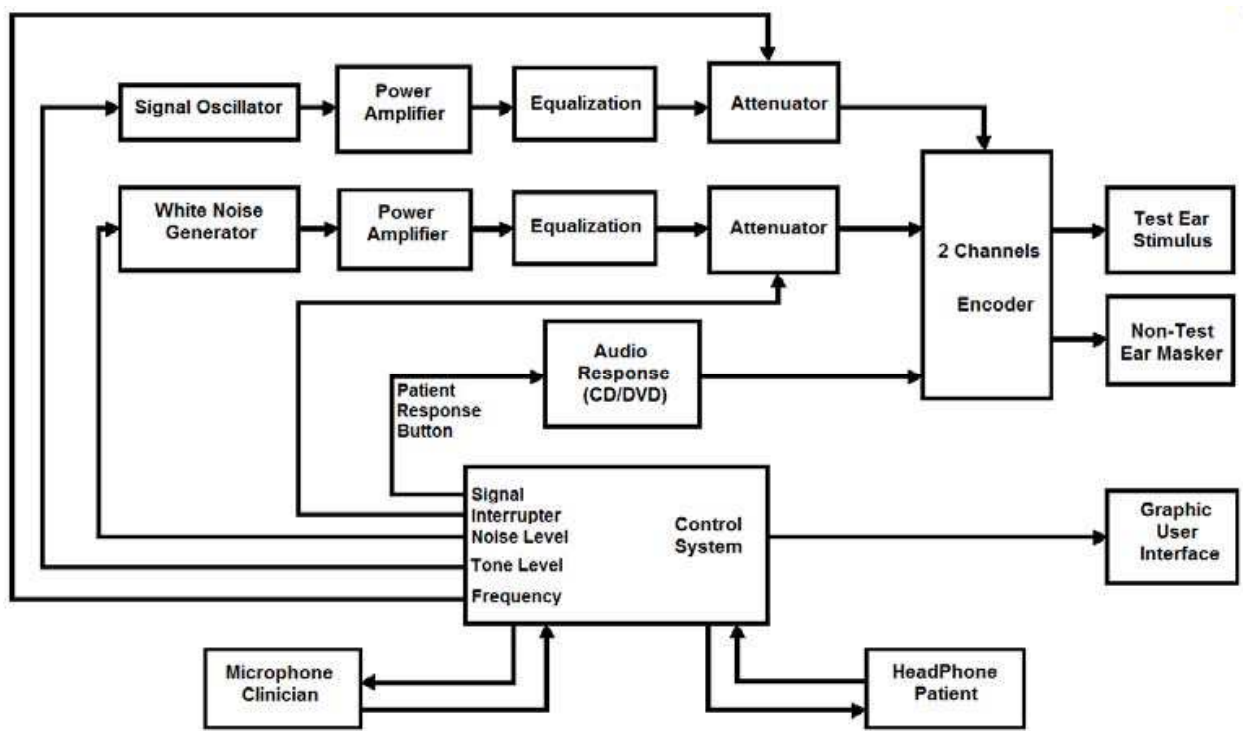 Signal Oscillator
Power
Amplifier
Equalization
Attenuator
White Noise
Generator
Power
Amplifier
Equalization
Attenuator
2 Channels
Encoder
Test Ear
Stimulus
Non-Test
Ear Masker
Audio
Response
(CD/DVD)
Patient
Response
Button
Signal
Interrupter
Noise Level
Tone Level
Frequency
Control
System
Graphic
User
Interface
Microphone
Clinician
HeadPhone
Patient